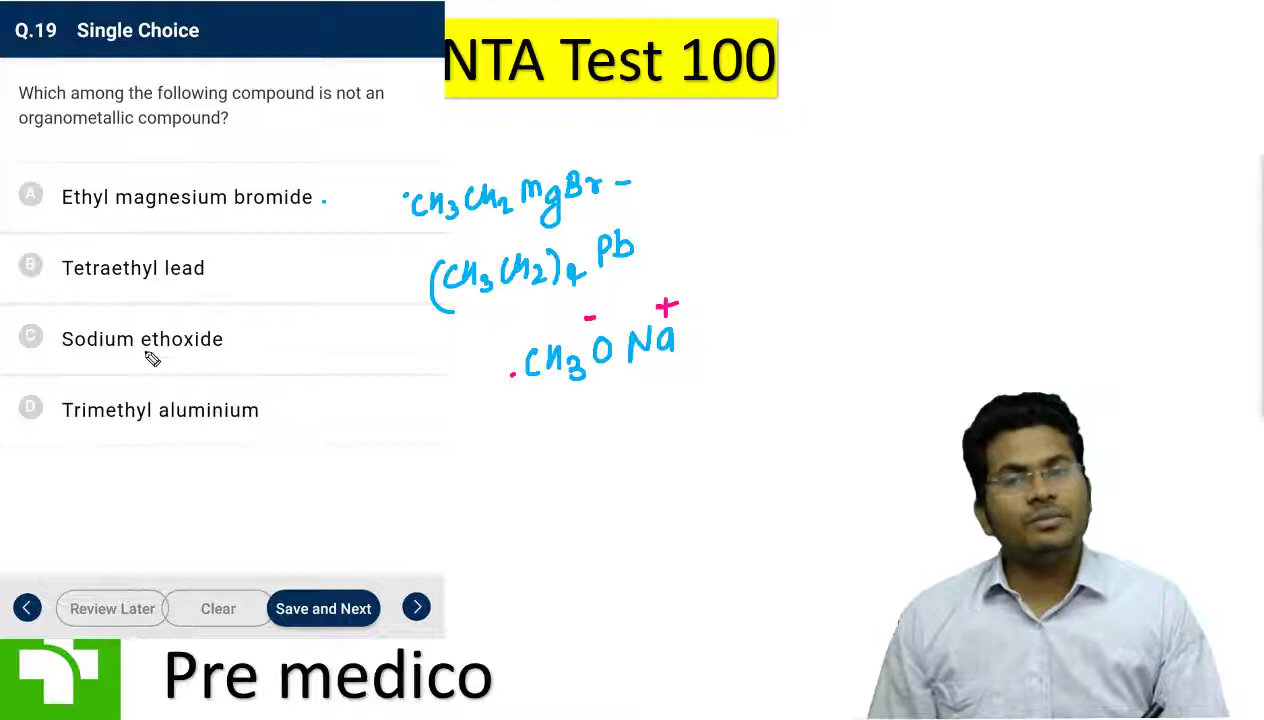 Q.19 Single Choice
NTA Test 100
Which among the following compound is not an
organometallic compound?
A Ethyl magnesium bromide .
CH3CH2MgBr -
B Tetraethyl lead
(CH3CH2)4 Pb
C Sodium ethoxide
- +
CH3O Na
D Trimethyl aluminium
< Review Later Clear Save and Next >
Pre medico